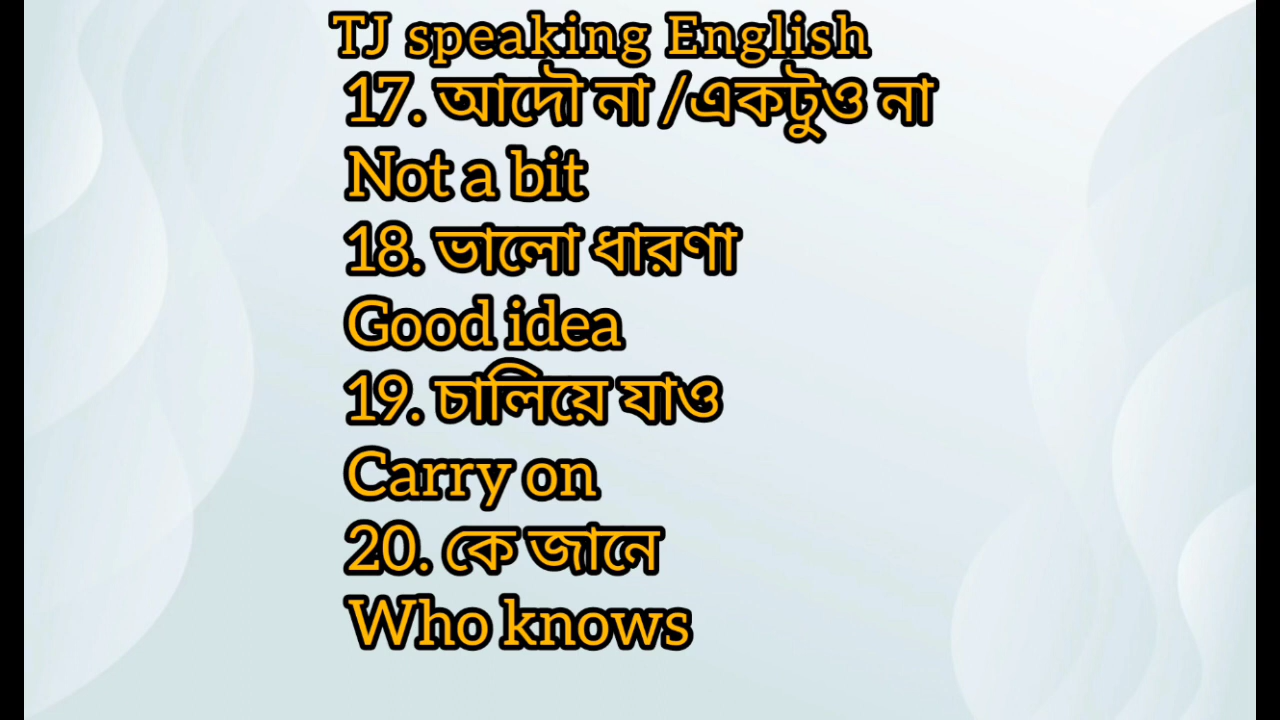 TJ speaking English
17. আদৌ না /একটুও না
Not a bit
18. ভালো ধারণা
Good idea
19. চালিয়ে যাও
Carry on
20. কে জানে
Who knows